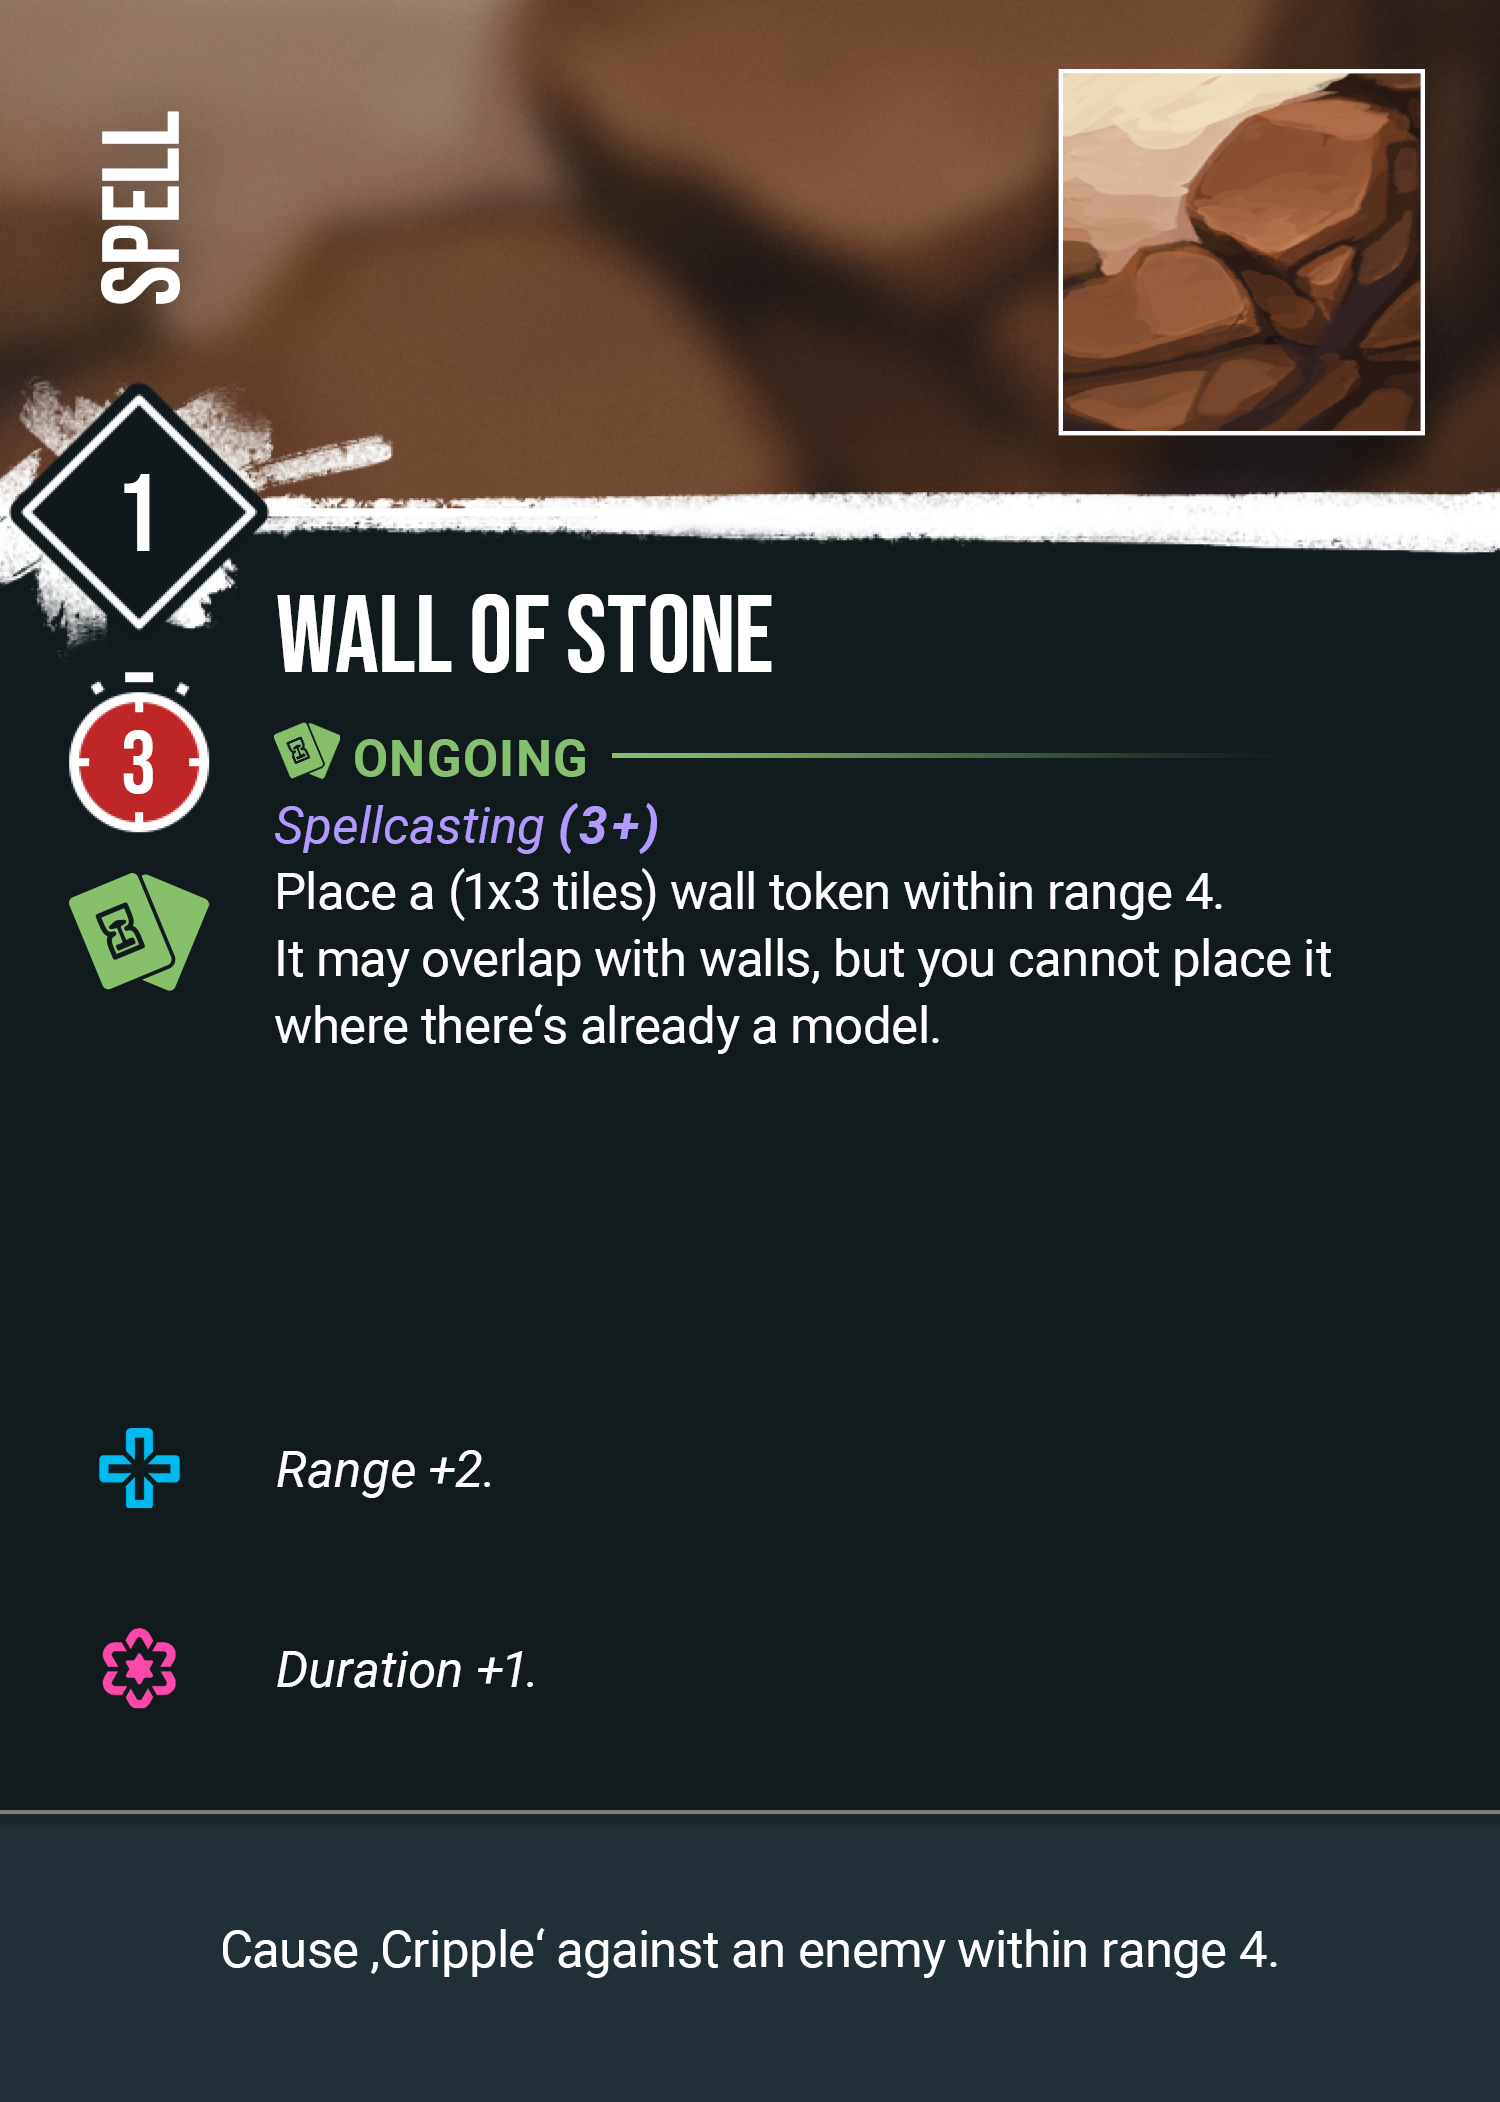 SPELL
1
WALL OF STONE
3
ONGOING
Spellcasting (3+)
Place a (1x3 tiles) wall token within range 4.
It may overlap with walls, but you cannot place it
where there‘s already a model.
Range +2.
Duration +1.
Cause ‚Cripple‘ against an enemy within range 4.